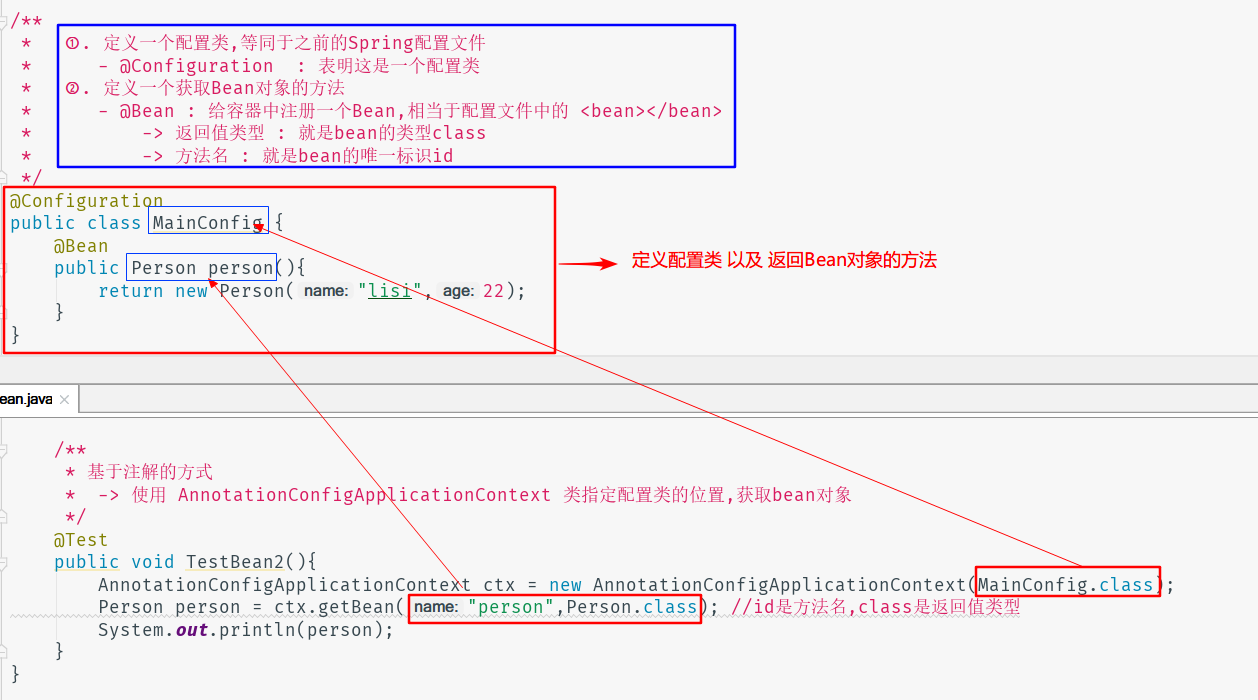 /**
* ①. 定义一个配置类,等同于之前的Spring配置文件
* - @Configuration : 表明这是一个配置类
* ②. 定义一个获取Bean对象的方法
* - @Bean : 给容器中注册一个Bean,相当于配置文件中的 <bean></bean>
* -> 返回值类型 : 就是bean的类型class
* -> 方法名 : 就是bean的唯一标识id
*/
@Configuration
public class MainConfig {
@Bean
public Person person(){
定义配置类 以及 返回Bean对象的方法
return new Person( name: "lisi", age: 22);
}
}
ean.java ×
/**
* 基于注解的方式
* -> 使用 AnnotationConfigApplicationContext 类指定配置类的位置,获取bean对象
*/
@Test
public void TestBean2(){
AnnotationConfigApplicationContext ctx = new AnnotationConfigApplicationContext(MainConfig.class);
Person person = ctx.getBean( name: "person",Person.class); //id是方法名,class是返回值类型
System.out.println(person);
}
}